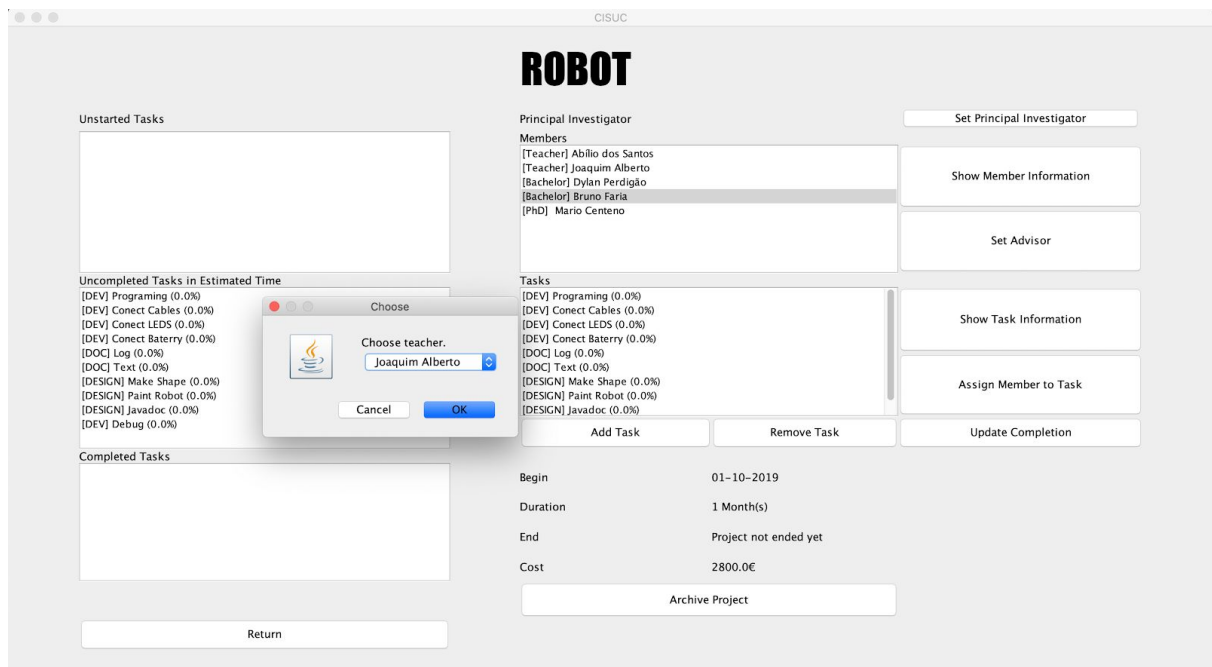 CISUC
ROBOT
Unstarted Tasks
Uncompleted Tasks in Estimated Time
[DEV] Programing (0.0%)
[DEV] Conect Cables (0.0%)
[DEV] Conect LEDS (0.0%)
[DEV] Conect Baterry (0.0%)
[DOC] Log (0.0%)
[DOC] Text (0.0%)
[DESIGN] Make Shape (0.0%)
[DESIGN] Paint Robot (0.0%)
[DESIGN] Javadoc (0.0%)
[DEV] Debug (0.0%)
Completed Tasks
Return
Choose
Choose teacher.
Joaquim Alberto
Cancel OK
Principal Investigator Set Principal Investigator
Members
[Teacher] Abílio dos Santos
[Teacher] Joaquim Alberto
[Bachelor] Dylan Perdigão
[Bachelor] Bruno Faria
[PhD] Mario Centeno
Show Member Information
Set Advisor
Tasks
[DEV] Programing (0.0%)
[DEV] Conect Cables (0.0%)
[DEV] Conect LEDS (0.0%)
[DEV] Conect Baterry (0.0%)
[DOC] Log (0.0%)
[DOC] Text (0.0%)
[DESIGN] Make Shape (0.0%)
[DESIGN] Paint Robot (0.0%)
[DESIGN] Javadoc (0.0%)
Show Task Information
Assign Member to Task
Add Task Remove Task Update Completion
Begin 01-10-2019
Duration 1 Month(s)
End Project not ended yet
Cost 2800.0€
Archive Project